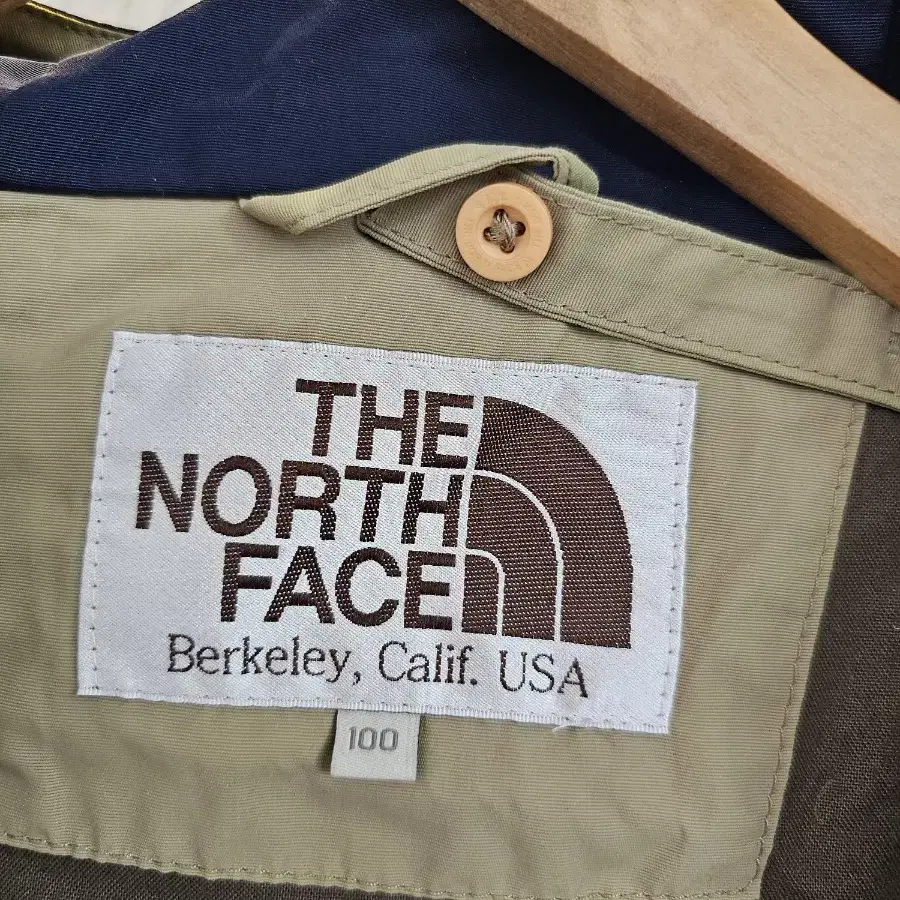 THE
NORTH
FACE
Berkeley, Calif. USA
100